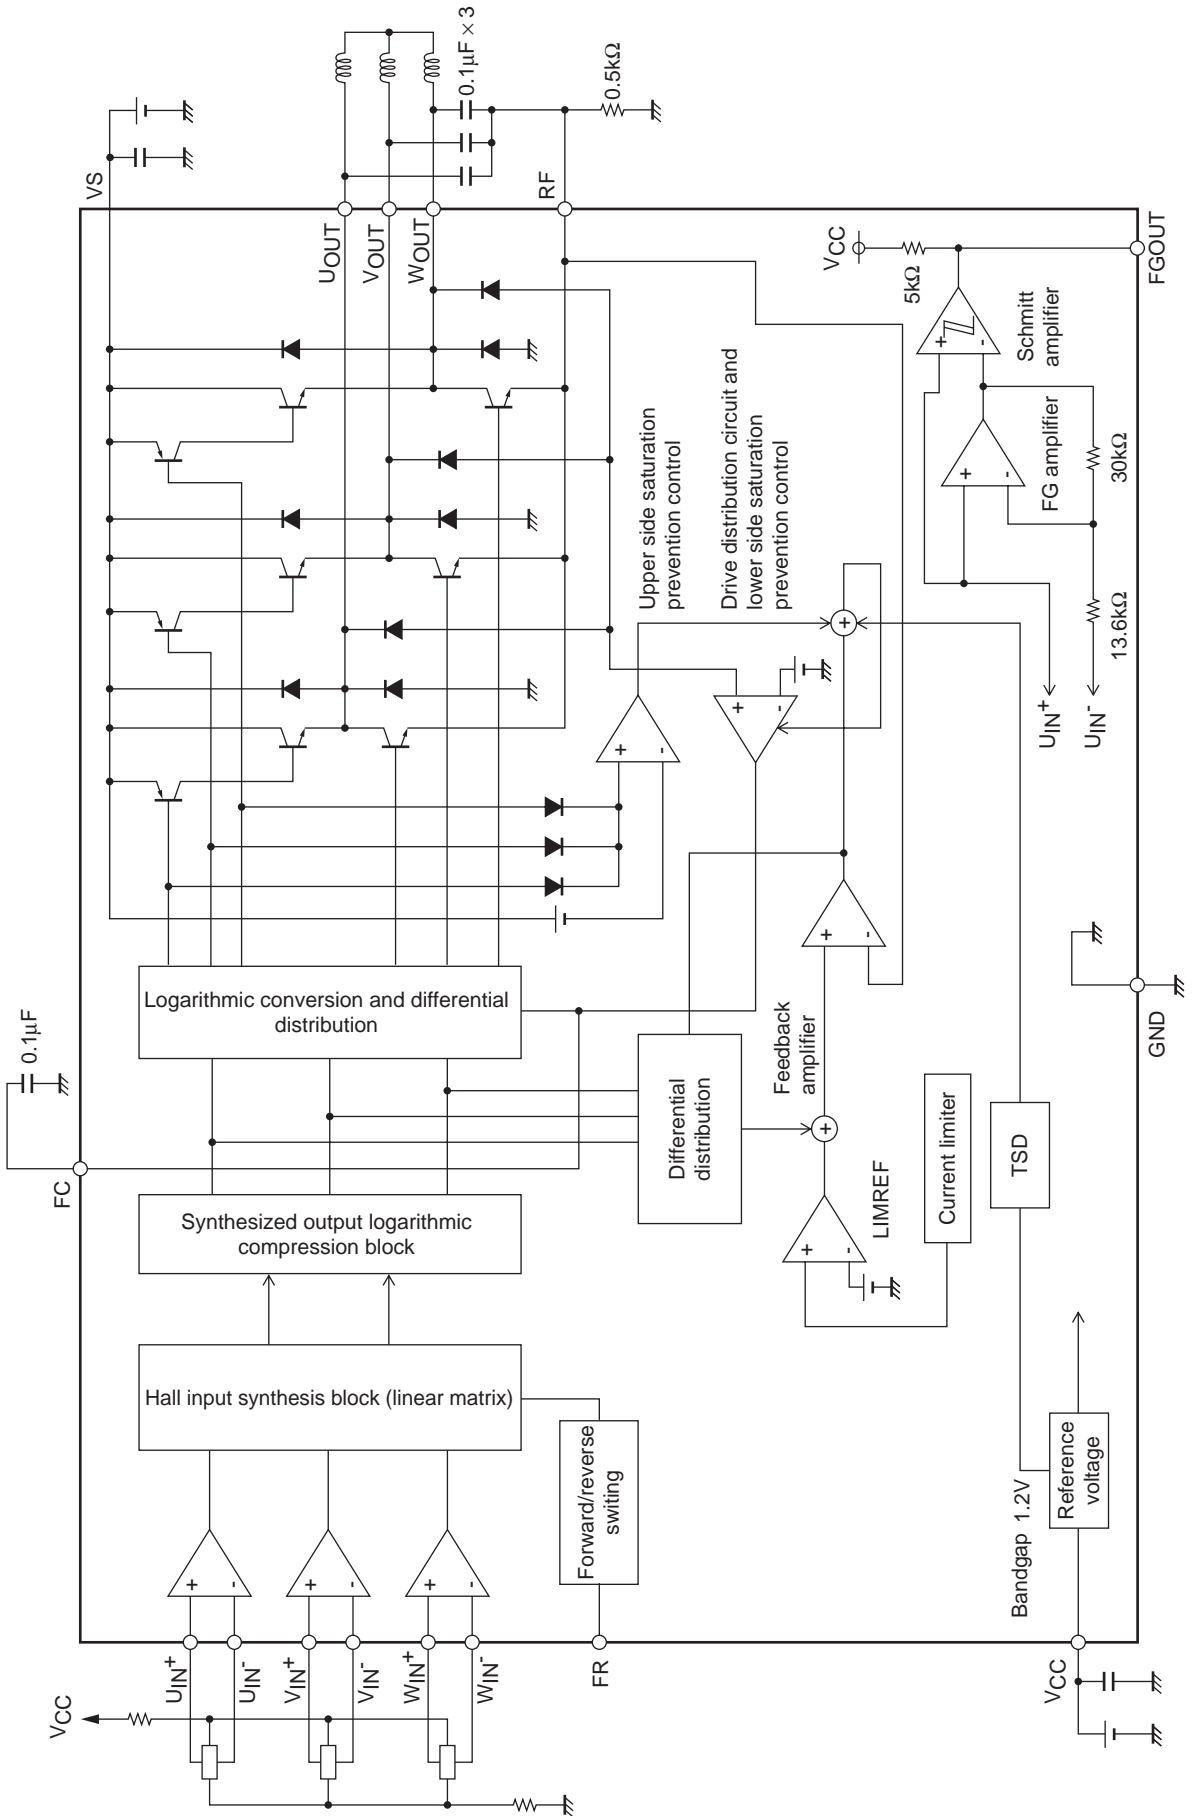 VS
0.1µF × 3
UOUT
VOUT
WOUT
RF
0.5kΩ
VCC
5kΩ
FGOUT
Schmitt
amplifier
FG amplifier
30kΩ
13.6kΩ
UIN+
UIN-
Upper side saturation
prevention control
Drive distribution circuit and
lower side saturation
prevention control
Logarithmic conversion and differential
distribution
0.1µF
FC
Synthesized output logarithmic
compression block
Differential
distribution
Feedback
amplifier
LIMREF
Current limiter
TSD
GND
Hall input synthesis block (linear matrix)
Forward/reverse
switing
Bandgap 1.2V
Reference
voltage
VCC
UIN+
UIN-
VIN+
VIN-
WIN+
WIN-
FR
VCC
+
-
+
-
+
-
+
-
+
-
+
-
+
-
+
-
+
-
+
+